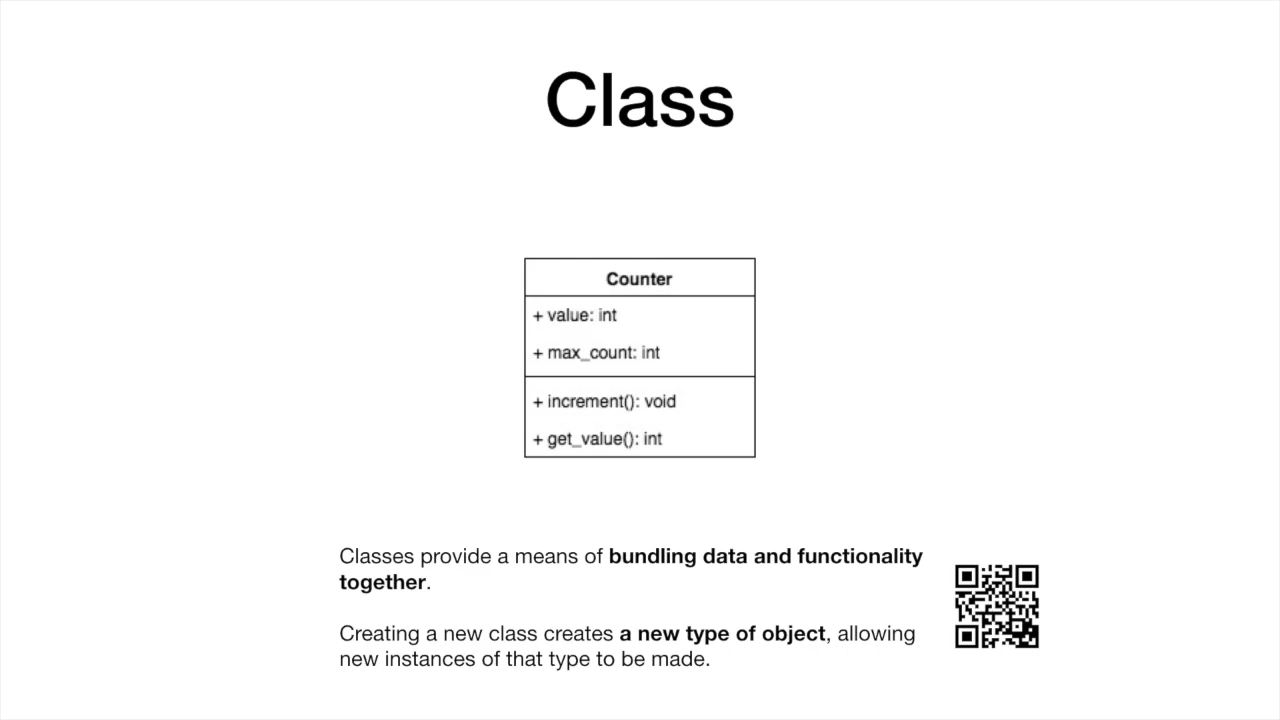 Class
Counter
+ value: int
+ max_count: int
+ increment(): void
+ get_value(): int
Classes provide a means of bundling data and functionality
together.
Creating a new class creates a new type of object, allowing
new instances of that type to be made.